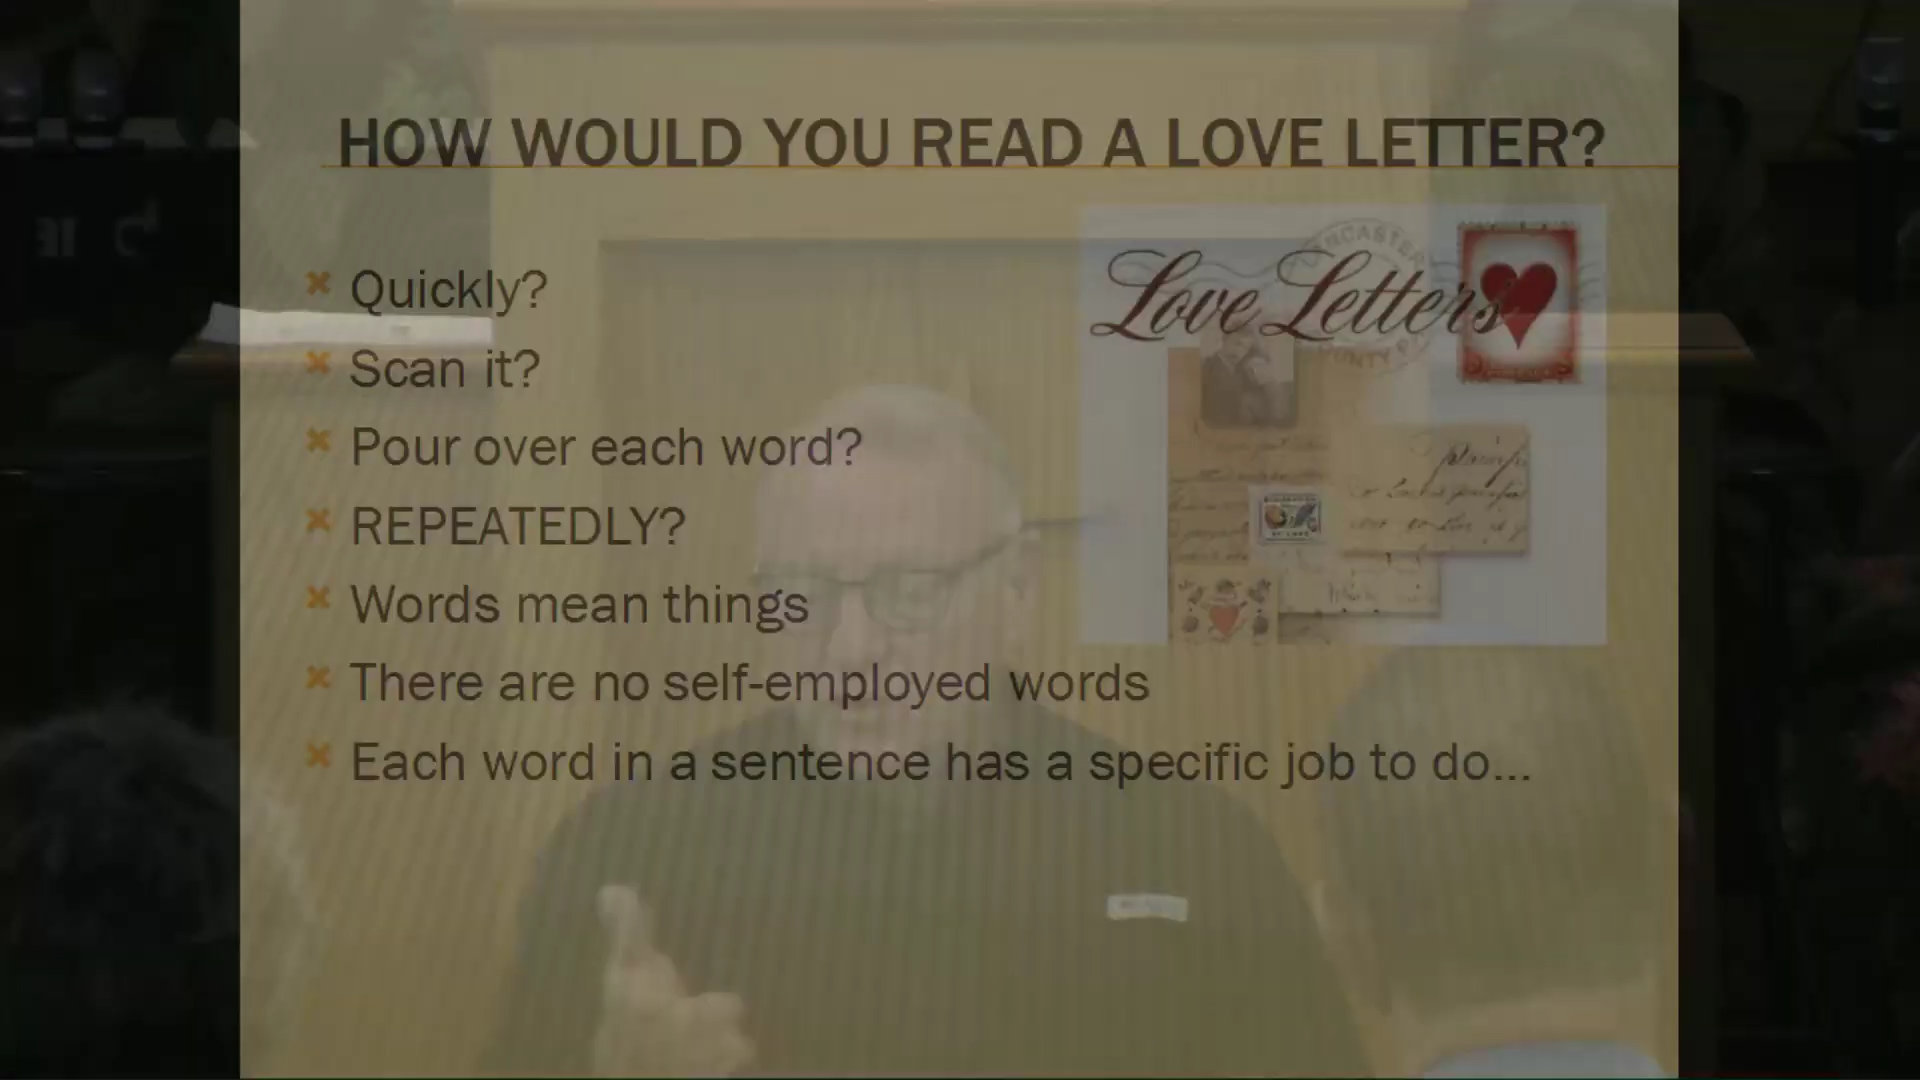 HOW WOULD YOU READ A LOVE LETTER?
Quickly?
Scan it?
Pour over each word?
REPEATEDLY?
Words mean things
There are no self-employed words
Each word in a sentence has a specific job to do...
LANCASTER
Love Letters